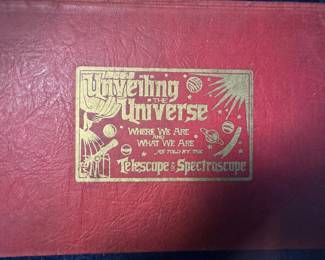 Unveiling
THE
Universe
WHERE WE ARE
AND
WHAT WE ARE
AS TOLD BY THE
Telescope & Spectroscope